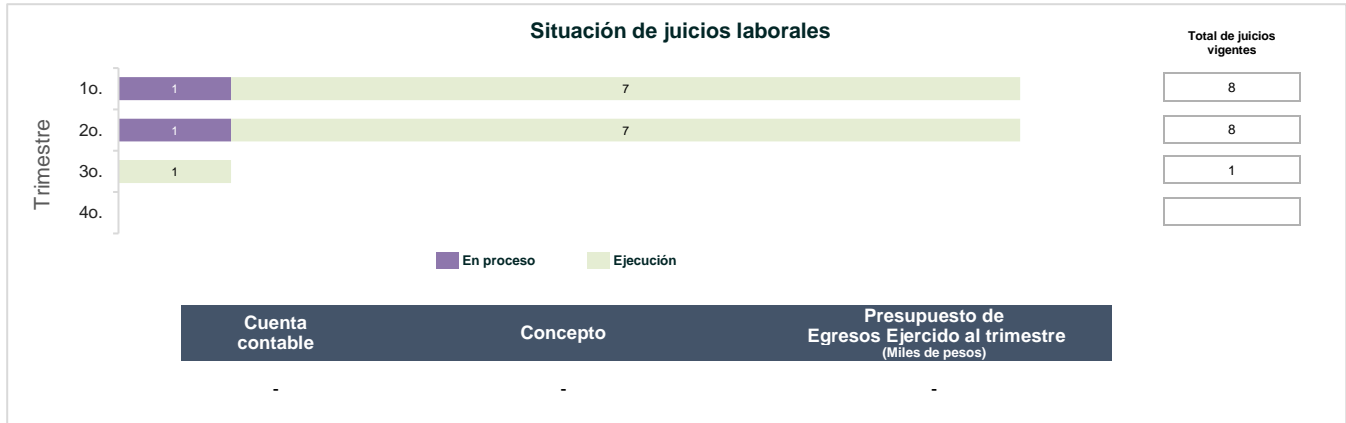 Situación de juicios laborales
Total de juicios
vigentes
Trimestre
1o.
1
7
8
2o.
1
7
8
3o.
1
1
4o.
En proceso
Ejecución
Cuenta
contable
Concepto
Presupuesto de
Egresos Ejercido al trimestre
(Miles de pesos)
-
-
-